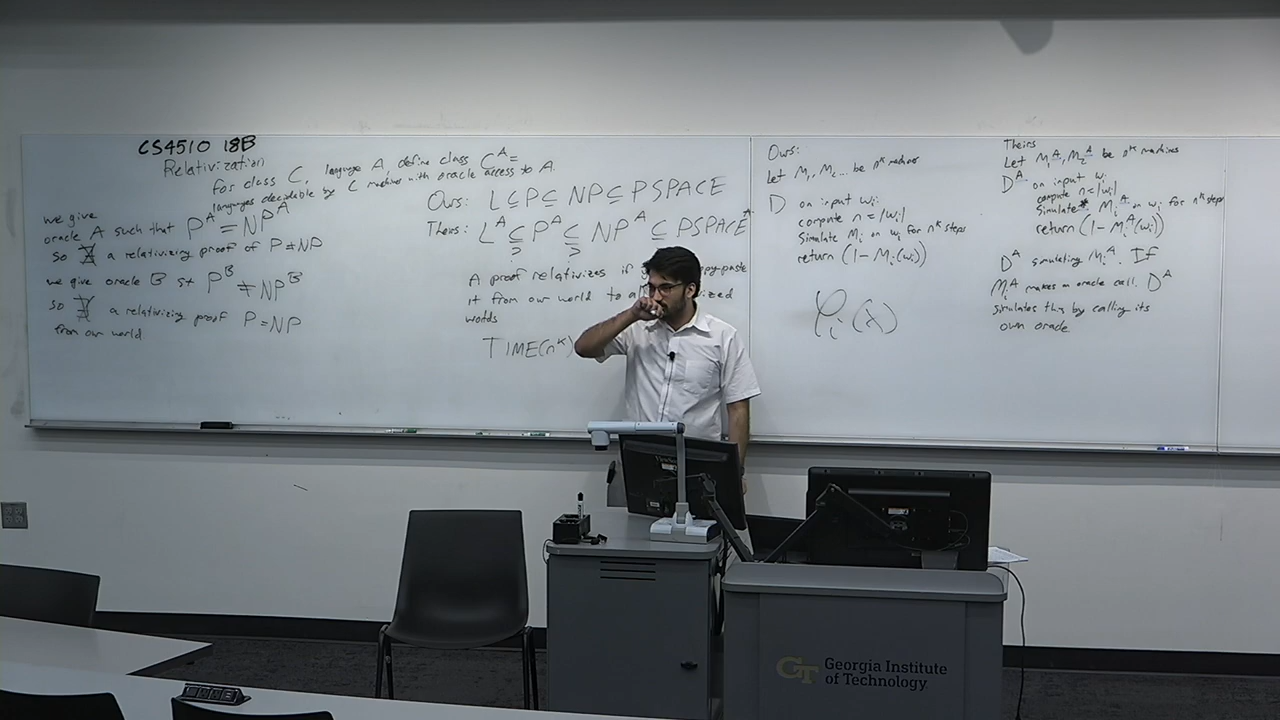 CS4510 18B
Relativization
for class C, language A, define class C^A =
languages decidable by C machines with oracle access to A.
we give
oracle A such that P^A = NP^A
so ∄ a relativizing proof of P≠NP
we give oracle B st P^B ≠ NP^B
so ∄ a relativizing proof P=NP
from our world.
Ours: L ⊆ P ⊆ NP ⊆ PSPACE
Theirs: L^A ⊆ P^A ⊆ NP^A ⊆ PSPACE^A
? ?
A proof relativizes if copy-paste
it from our world to a
worlds
TIME(n^k)
Ours:
Let M₁, M₂... be n^k machines
D on input wᵢ:
compute n = |wᵢ|
Simulate Mᵢ on wᵢ for n^k steps
return (1-Mᵢ(wᵢ))
φᵢ(x)
Theirs
Let M₁^A, M₂^A be n^k machines
D^A on input wᵢ
compute n=|wᵢ|
Simulate Mᵢ^A on wᵢ for n^k steps
return (1-Mᵢ^A(wᵢ))
D^A simulating Mᵢ^A. If
Mᵢ^A makes an oracle call, D^A
simulates this by calling its
own oracle
ViewSonic
GT Georgia Institute
of Technology